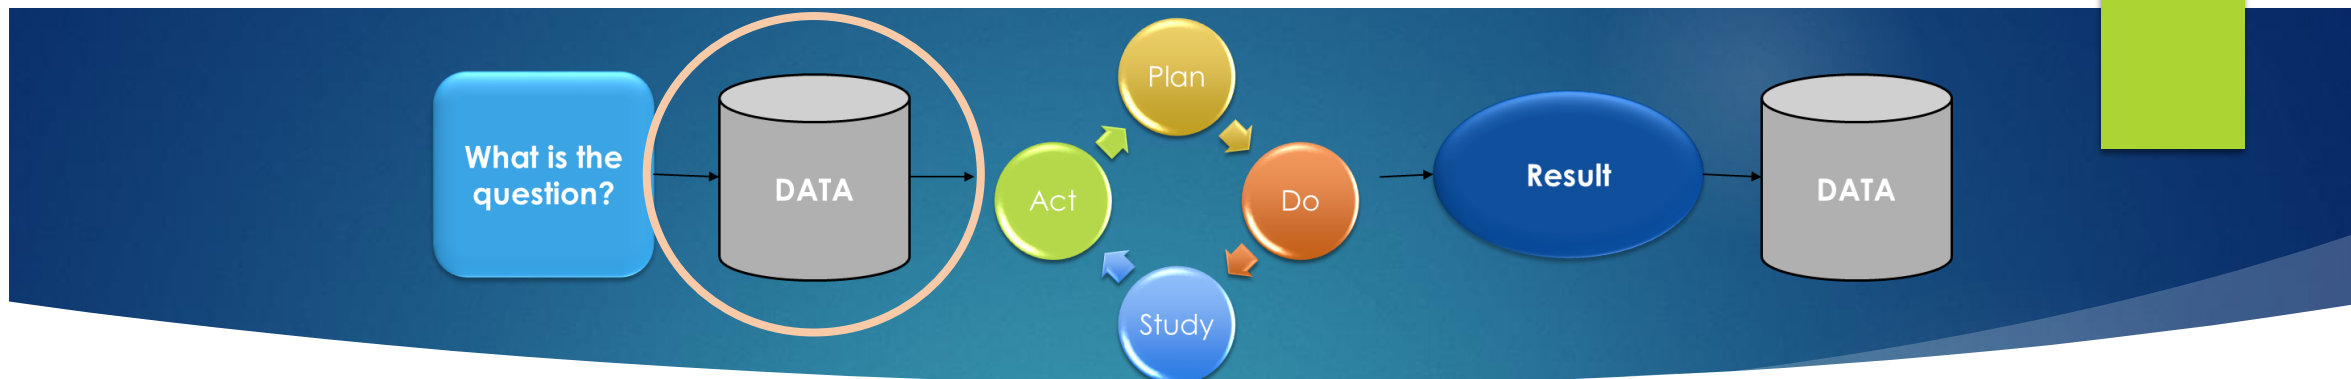 What is the
question?
DATA
Plan
Do
Study
Act
Result
DATA